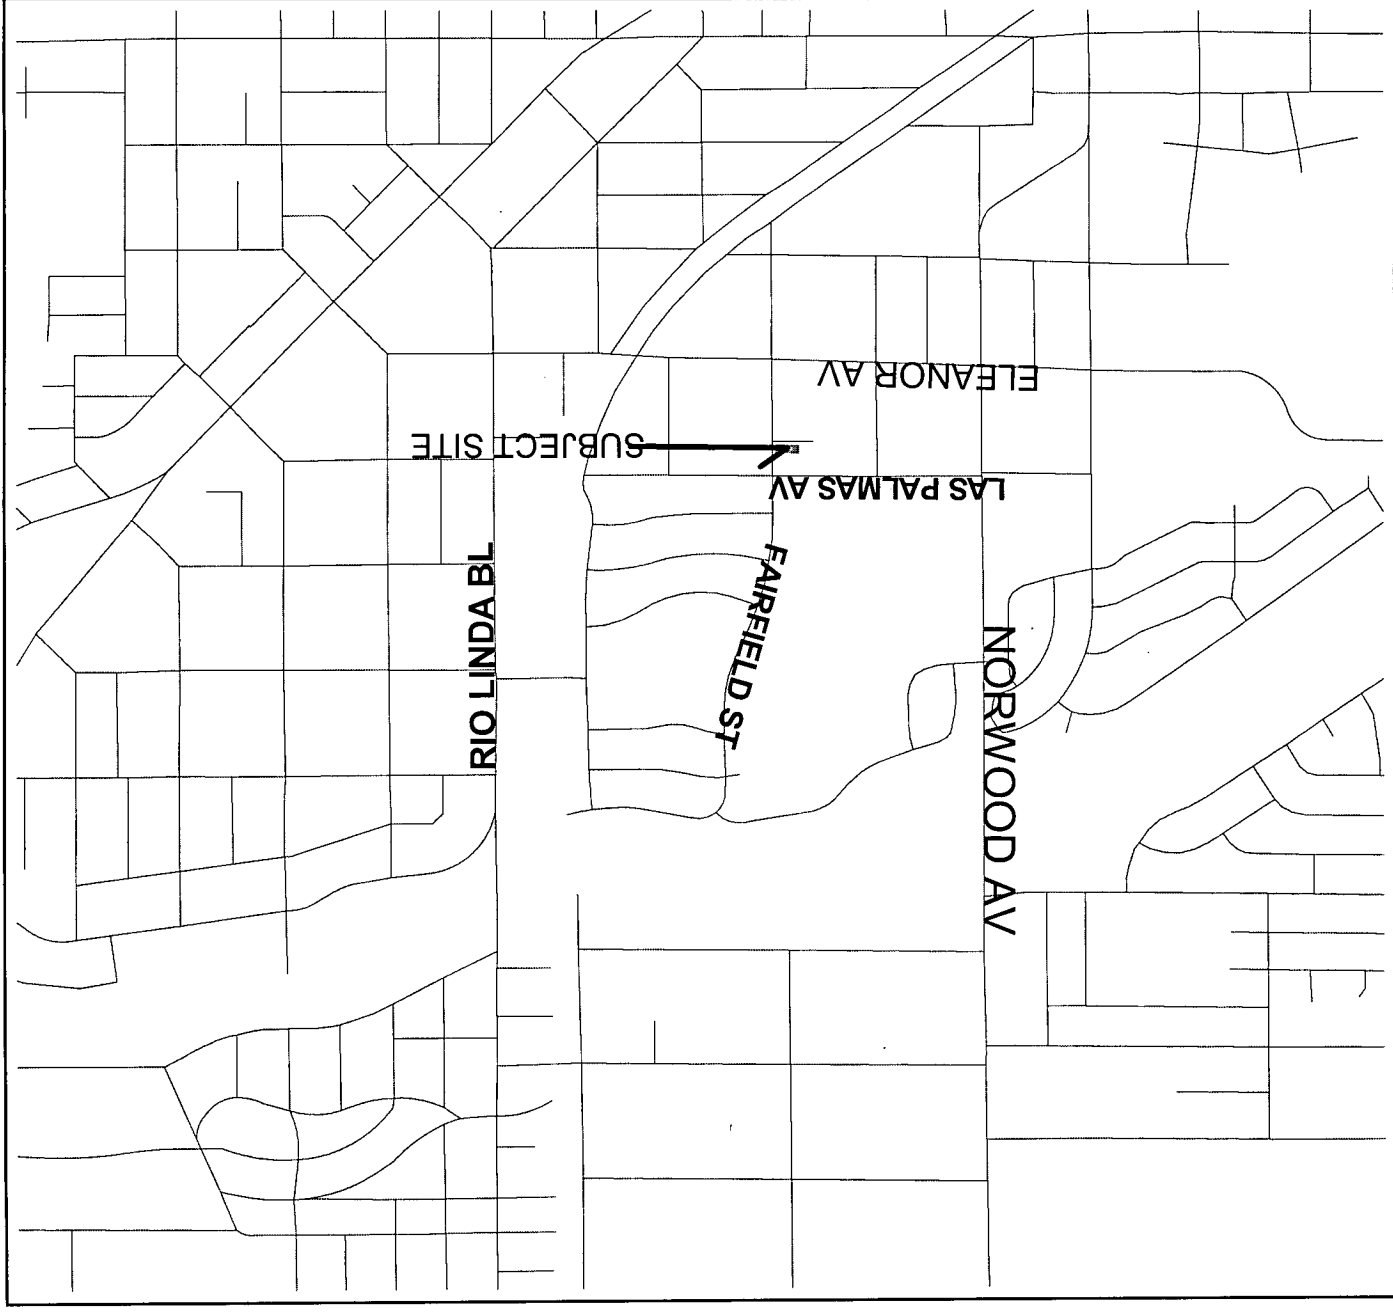 ELEANOR AV
SUBJECT SITE
LAS PALMAS AV
FAIRFIELD ST
RIO LINDA BL
NORWOOD AV